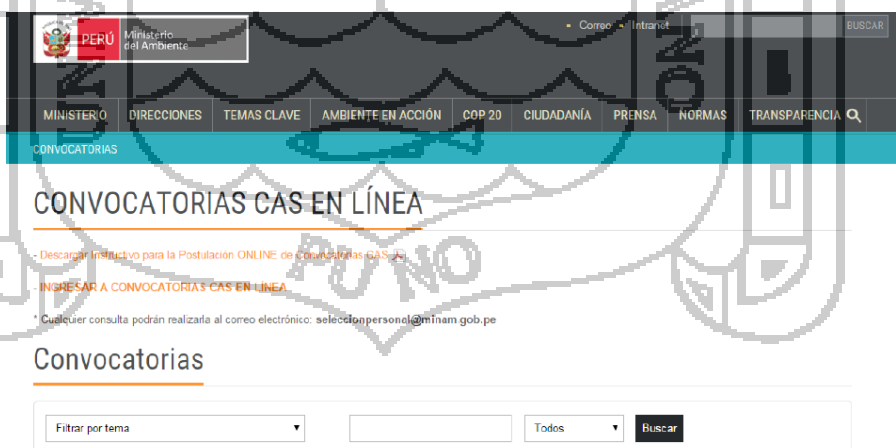 Correo Intranet
BUSCAR
PERÚ Ministerio
del Ambiente
MINISTERIO DIRECCIONES TEMAS CLAVE AMBIENTE EN ACCIÓN COP 20 CIUDADANÍA PRENSA NORMAS TRANSPARENCIA
CONVOCATORIAS
CONVOCATORIAS CAS EN LÍNEA
- Descargar Instructivo para la Postulación ONLINE de Convocatorias CAS
- INGRESAR A CONVOCATORIAS CAS EN LINEA
* Cualquier consulta podrán realizarla al correo electrónico: seleccionpersonal@minam.gob.pe
PUNO
Convocatorias
Filtrar por tema Todos Buscar